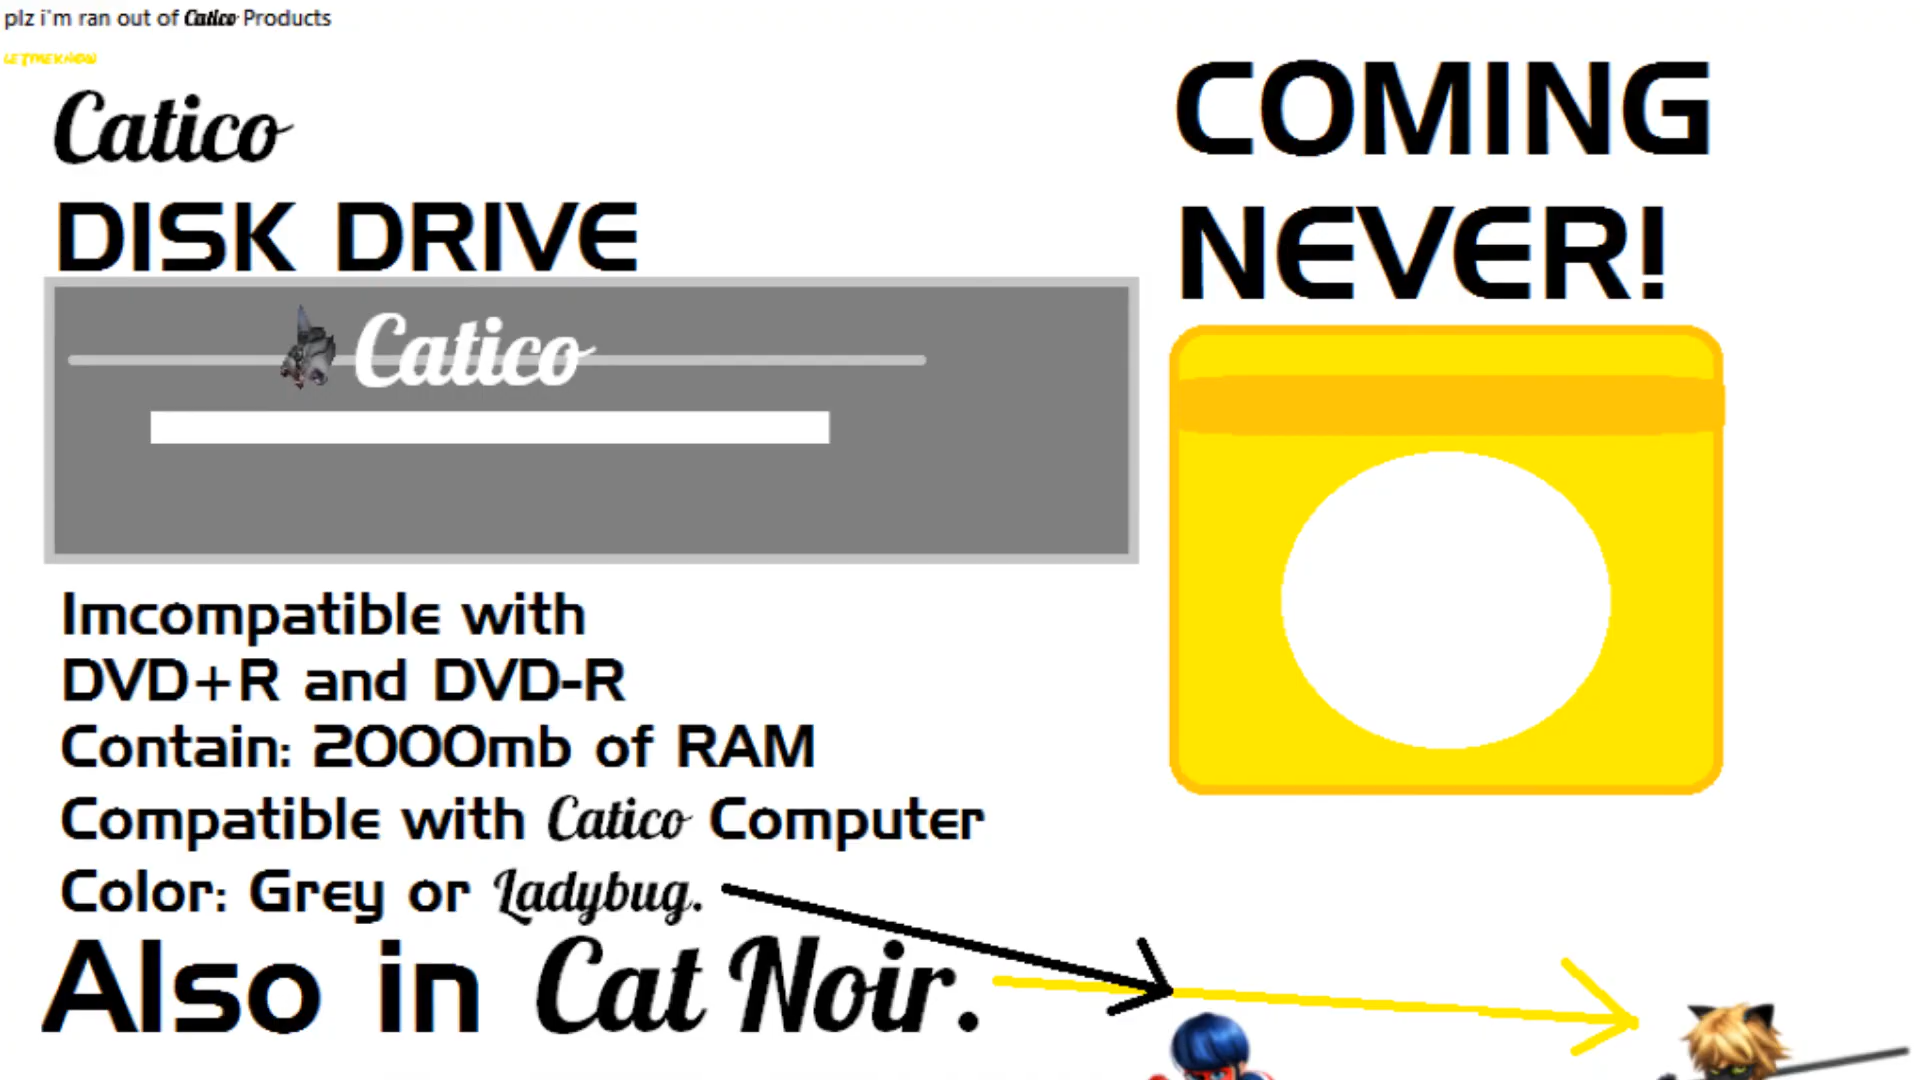 plz i'm ran out of Catico Products
LETMEKNOW
Catico
DISK DRIVE
Catico
Imcompatible with
DVD+R and DVD-R
Contain: 2000mb of RAM
Compatible with Catico Computer
Color: Grey or Ladybug.
Also in Cat Noir.
COMING
NEVER!